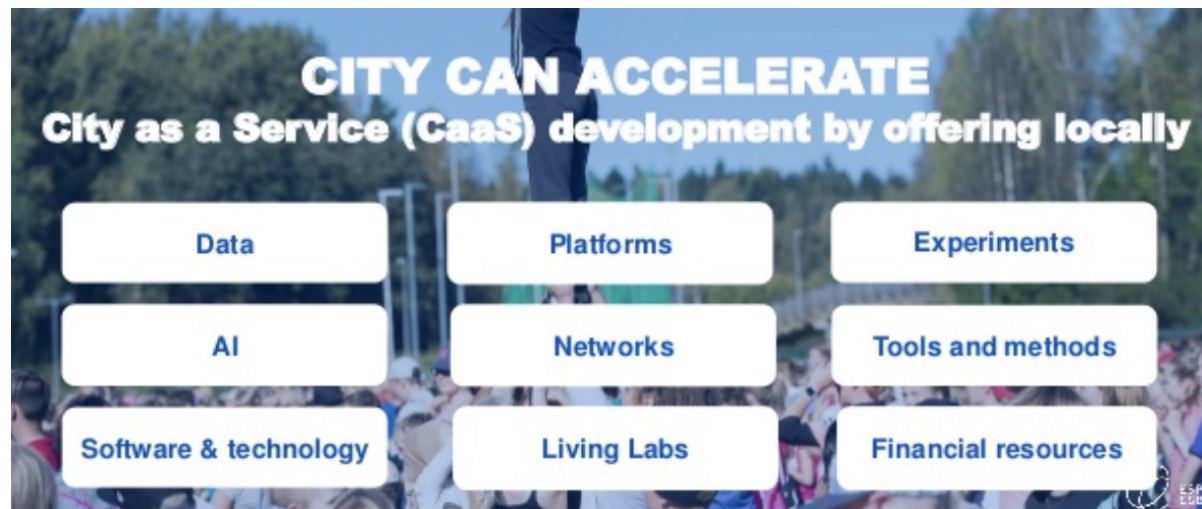 CITY CAN ACCELERATE
City as a Service (CaaS) development by offering locally
Data
Platforms
Experiments
AI
Networks
Tools and methods
Software & technology
Living Labs
Financial resources